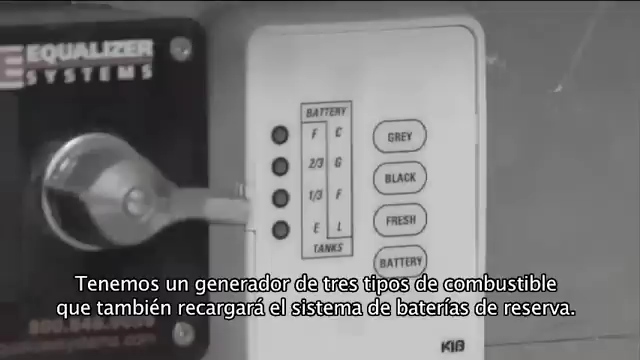 EQUALIZER
SYSTEMS
BATTERY
F C
2/3 G
1/3 F
E L
TANKS
GREY
BLACK
FRESH
BATTERY
KIB
Tenemos un generador de tres tipos de combustible
que también recargará el sistema de baterías de reserva.